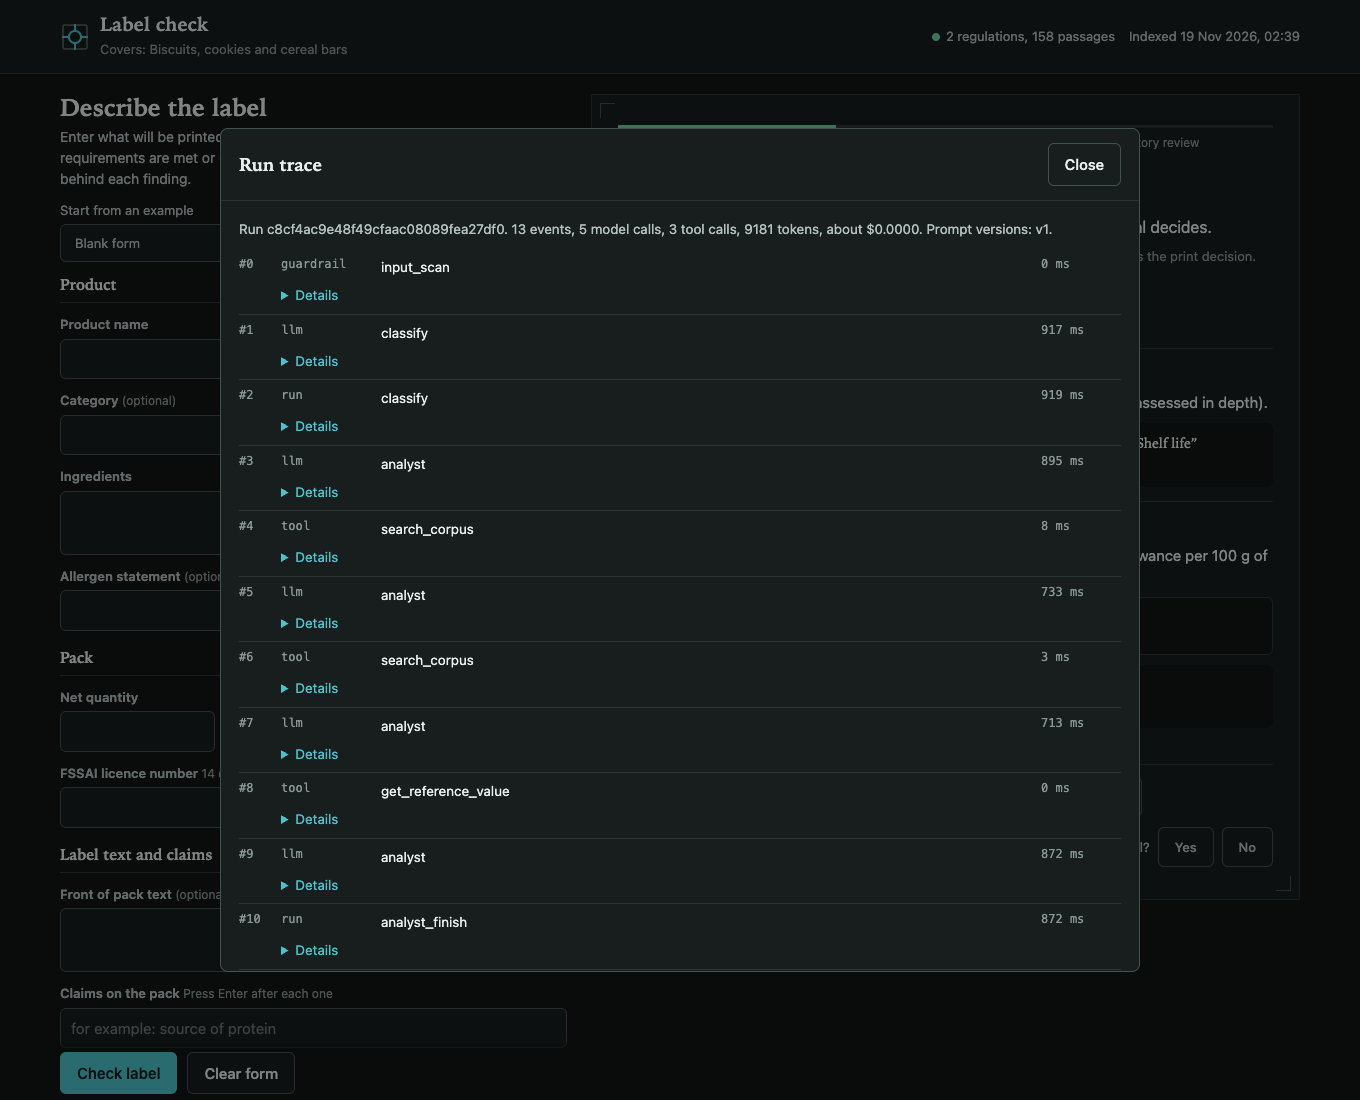 Label check
Covers: Biscuits, cookies and cereal bars
2 regulations, 158 passages Indexed 19 Nov 2026, 02:39
Describe the label
Enter what will be printed
requirements are met or
behind each finding.
Start from an example
Blank form
Product
Product name
Category (optional)
Ingredients
Allergen statement
Pack
Net quantity
FSSAI licence number 14
Label text and claims
Front of pack text
Claims on the pack Press Enter after each one
for example: source of protein
Check label Clear form
Run trace
Close
Run c8cf4ac9e48f49cfaac08089fea27df0. 13 events, 5 model calls, 3 tool calls, 9181 tokens, about $0.0000. Prompt versions: v1.
#0 guardrail input_scan 0 ms
Details
#1 llm classify 917 ms
Details
#2 run classify 919 ms
Details
#3 llm analyst 895 ms
Details
#4 tool search_corpus 8 ms
Details
#5 llm analyst 733 ms
Details
#6 tool search_corpus 3 ms
Details
#7 llm analyst 713 ms
Details
#8 tool get_reference_value 0 ms
Details
#9 llm analyst 872 ms
Details
#10 run analyst_finish 872 ms
Details
review
decides.
the print decision.
assessed in depth).
Shelf life”
per 100 g of
Yes No